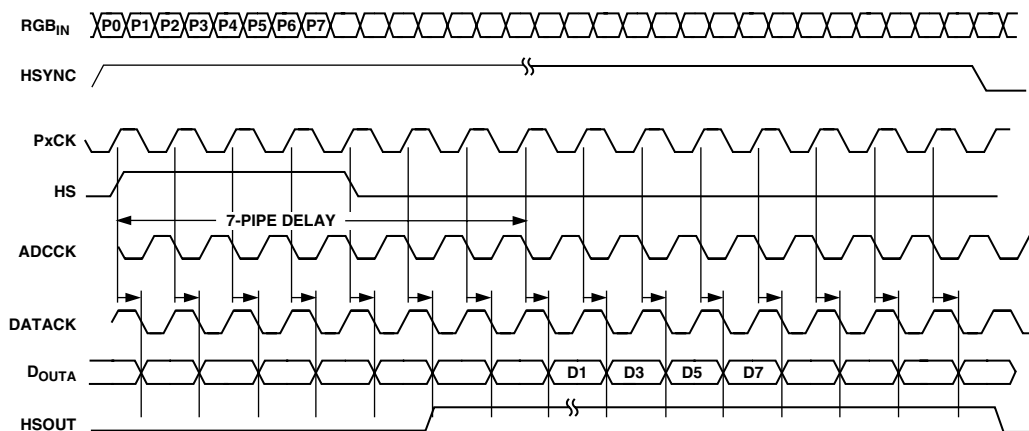 RGBIN P0 P1 P2 P3 P4 P5 P6 P7
HSYNC
PxCK
HS
7-PIPE DELAY
ADCCK
DATACK
DOUTA D1 D3 D5 D7
HSOUT